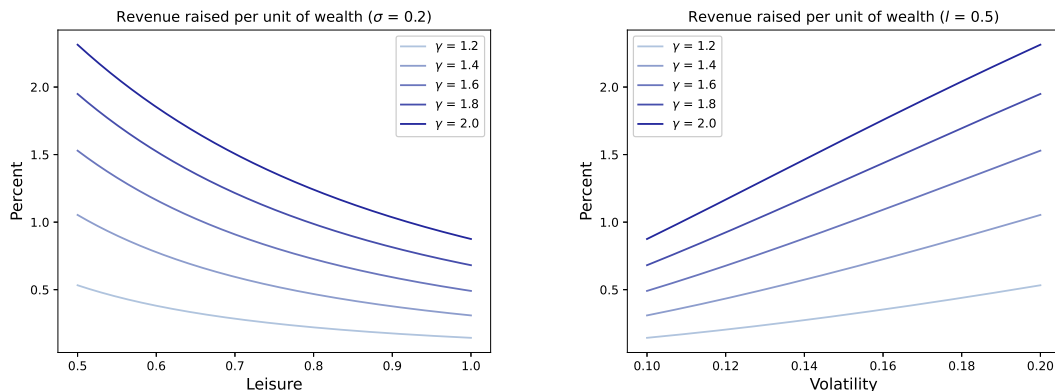 Revenue raised per unit of wealth (σ = 0.2)
Percent
2.0
1.5
1.0
0.5
γ = 1.2
γ = 1.4
γ = 1.6
γ = 1.8
γ = 2.0
0.5 0.6 0.7 0.8 0.9 1.0
Leisure
Revenue raised per unit of wealth (l = 0.5)
Percent
2.0
1.5
1.0
0.5
γ = 1.2
γ = 1.4
γ = 1.6
γ = 1.8
γ = 2.0
0.10 0.12 0.14 0.16 0.18 0.20
Volatility